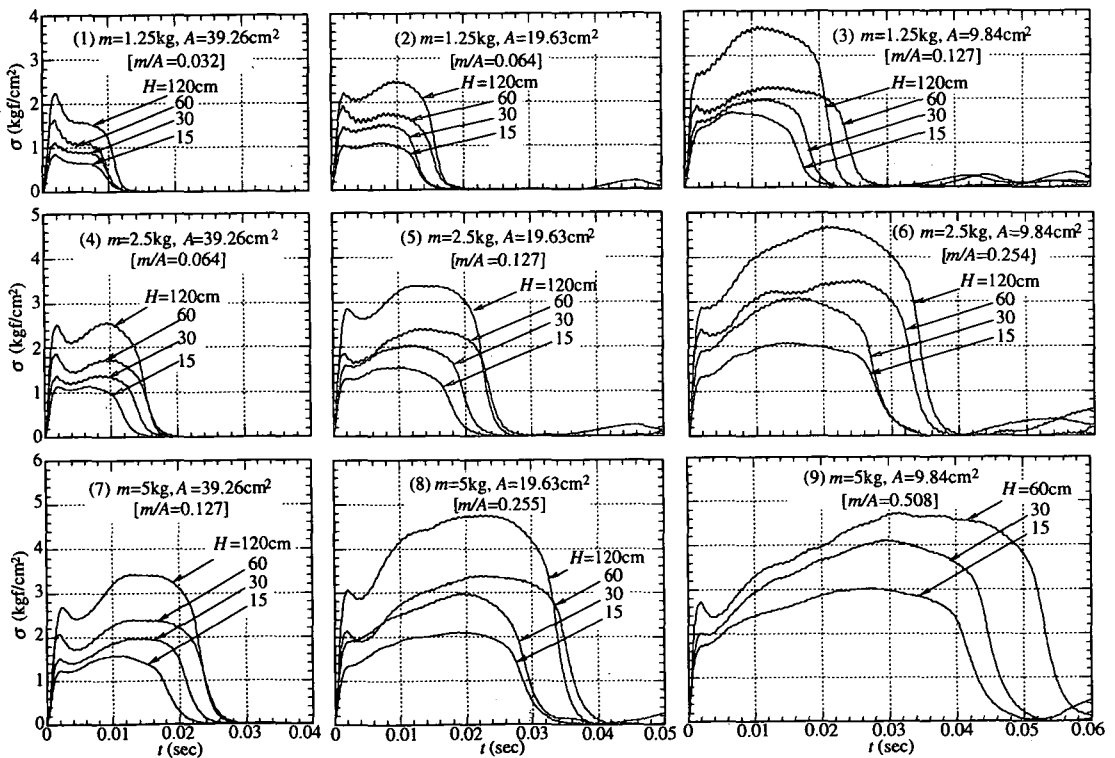 4
3
2
1
0
σ (kgf/cm²)
(1) m=1.25kg, A=39.26cm²
[m/A=0.032]
H=120cm
60
30
15
(2) m=1.25kg, A=19.63cm²
[m/A=0.064]
H=120cm
60
30
15
(3) m=1.25kg, A=9.84cm²
[m/A=0.127]
H=120cm
60
30
15
5
4
3
2
1
0
σ (kgf/cm²)
(4) m=2.5kg, A=39.26cm²
[m/A=0.064]
H=120cm
60
30
15
(5) m=2.5kg, A=19.63cm²
[m/A=0.127]
H=120cm
60
30
15
(6) m=2.5kg, A=9.84cm²
[m/A=0.254]
H=120cm
60
30
15
6
5
4
3
2
1
0
σ (kgf/cm²)
(7) m=5kg, A=39.26cm²
[m/A=0.127]
H=120cm
60
30
15
0 0.01 0.02 0.03 0.04
t (sec)
(8) m=5kg, A=19.63cm²
[m/A=0.255]
H=120cm
60
30
15
0 0.01 0.02 0.03 0.04 0.05
t (sec)
(9) m=5kg, A=9.84cm²
[m/A=0.508]
H=60cm
30
15
0 0.01 0.02 0.03 0.04 0.05 0.06
t (sec)